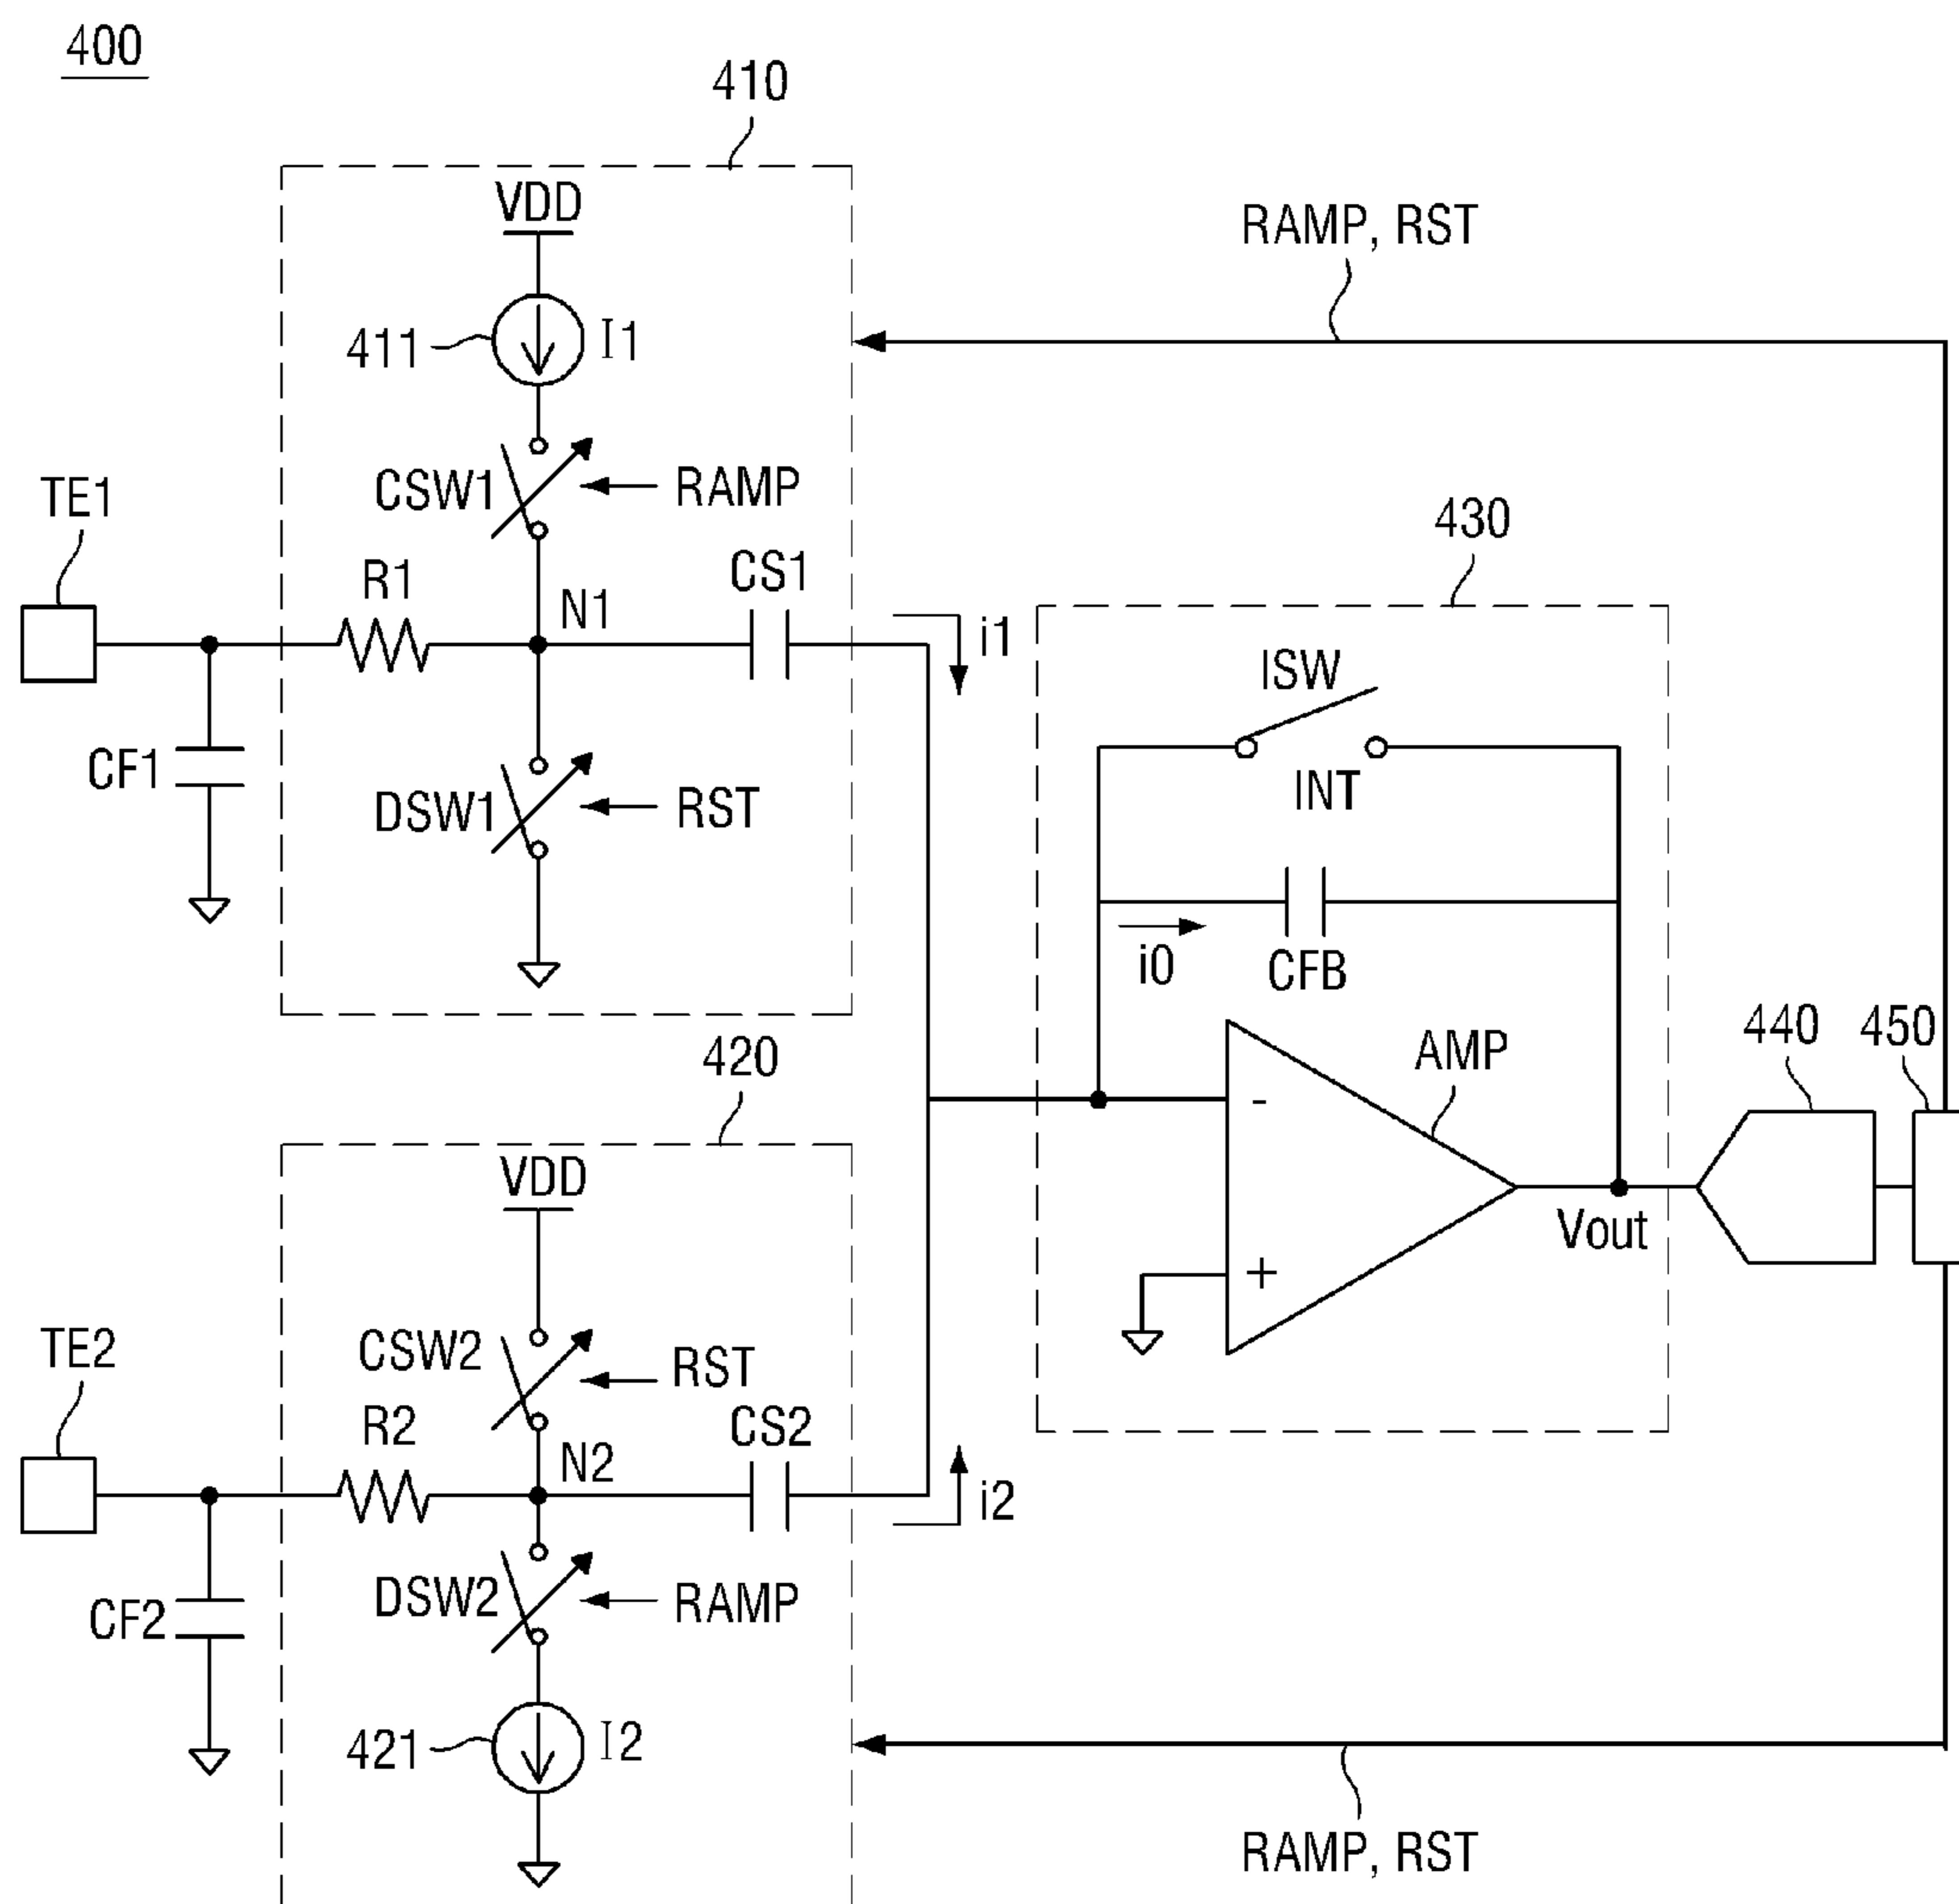 400
410
VDD
RAMP, RST
411
I1
CSW1
RAMP
TE1
430
R1
N1
CS1
i1
ISW
CF1
DSW1
RST
INT
i0
CFB
440
450
420
AMP
-
VDD
Vout
+
TE2
CSW2
RST
R2
N2
CS2
i2
DSW2
RAMP
CF2
421
I2
RAMP, RST